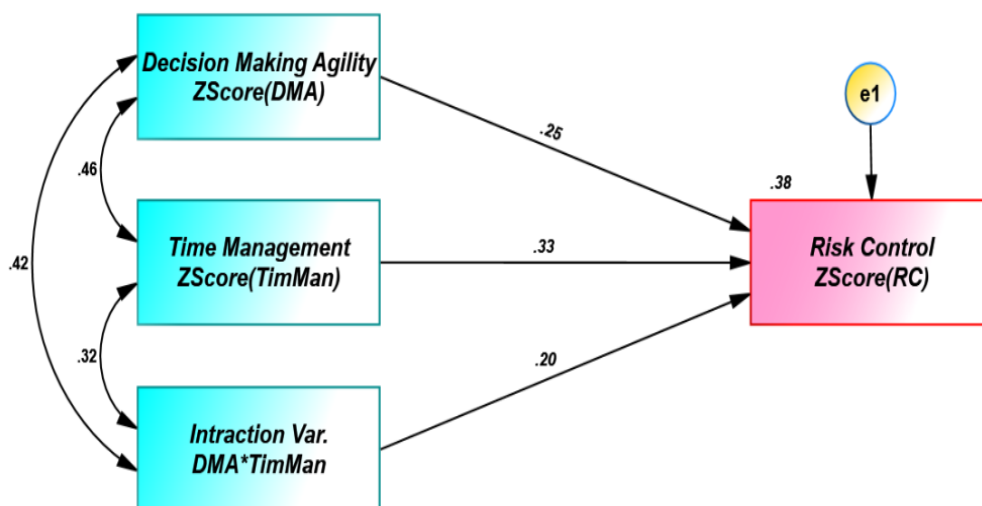 Decision Making Agility
ZScore(DMA)
e1
.25
.46
.38
Time Management
ZScore(TimMan)
.33
Risk Control
ZScore(RC)
.42
.32
.20
Intraction Var.
DMA*TimMan